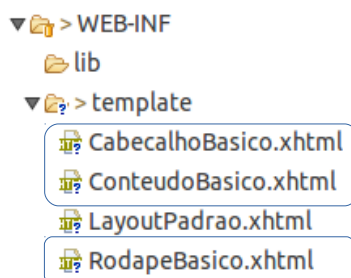 > WEB-INF
lib
> template
CabecalhoBasico.xhtml
ConteudoBasico.xhtml
LayoutPadrao.xhtml
RodapeBasico.xhtml